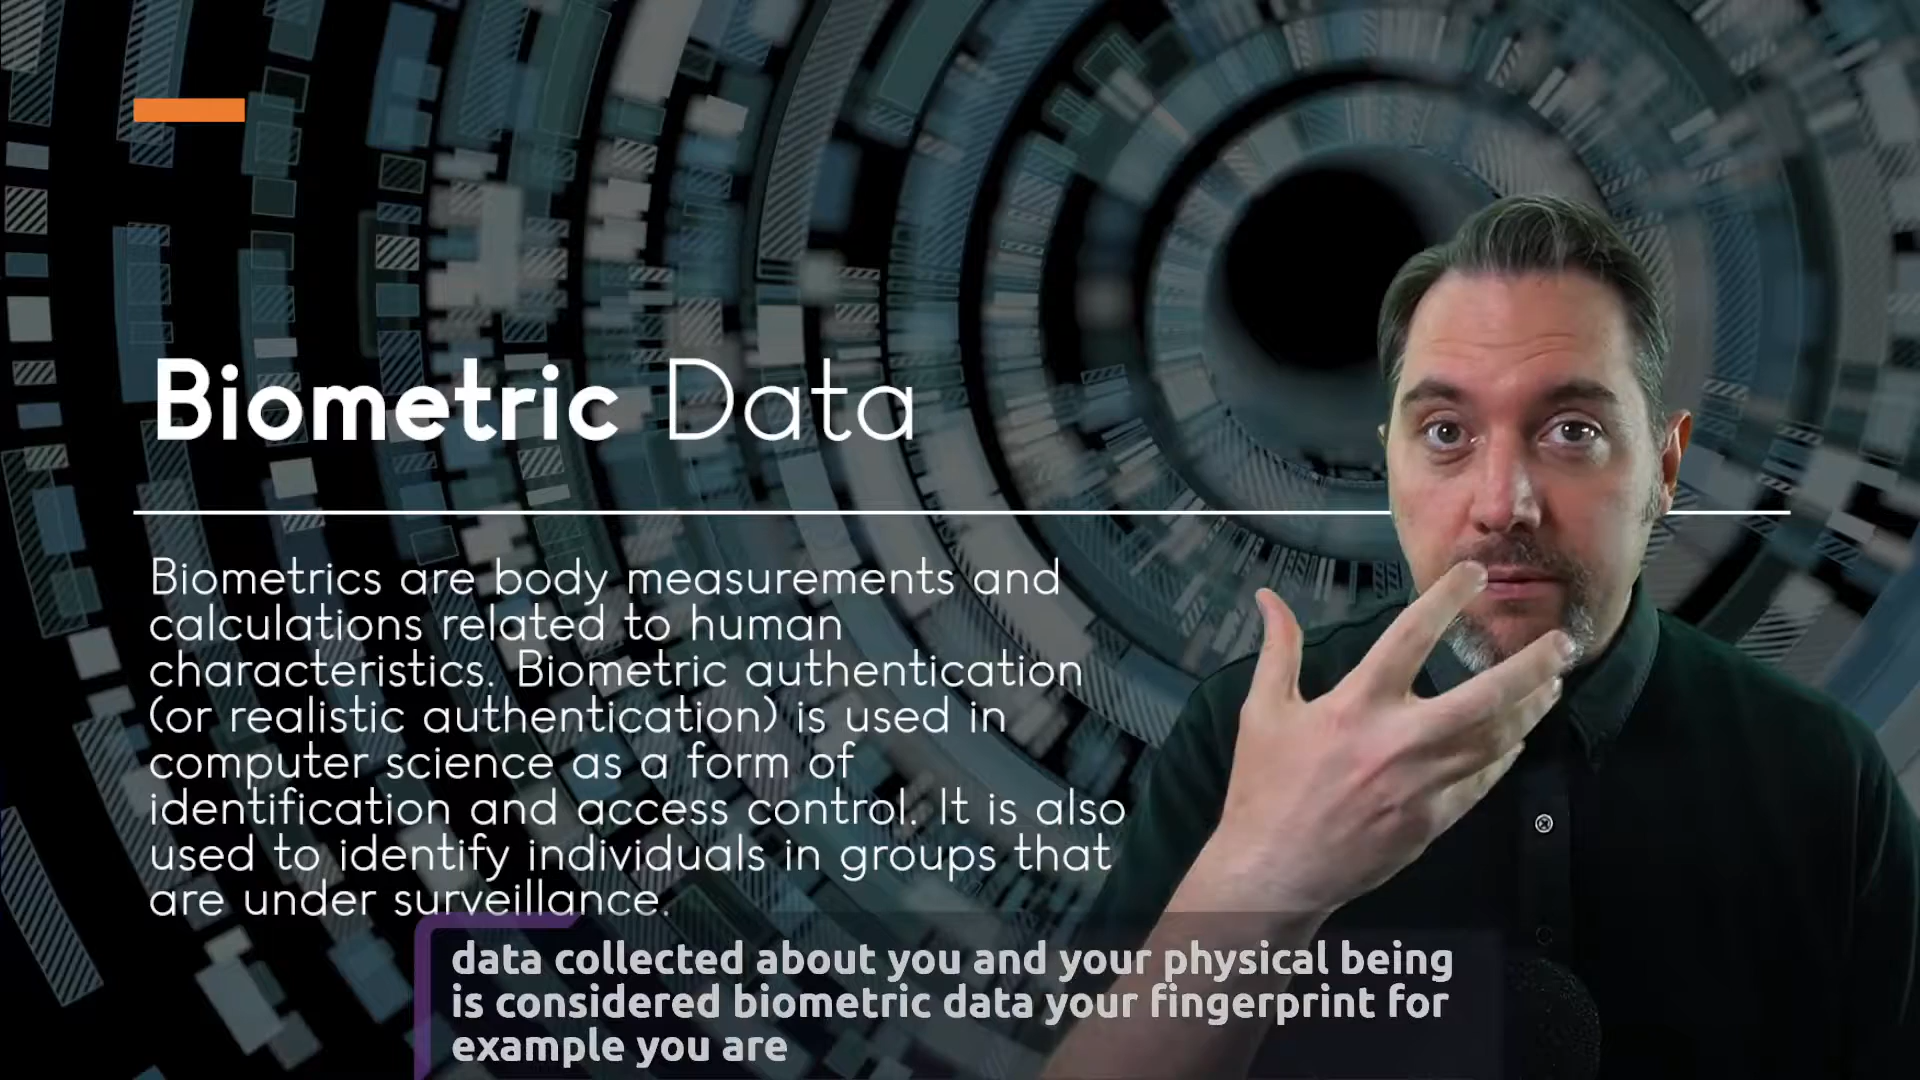 Biometric Data
Biometrics are body measurements and
calculations related to human
characteristics. Biometric authentication
(or realistic authentication) is used in
computer science as a form of
identification and access control. It is also
used to identify individuals in groups that
are under surveillance.
data collected about you and your physical being
is considered biometric data your fingerprint for
example you are